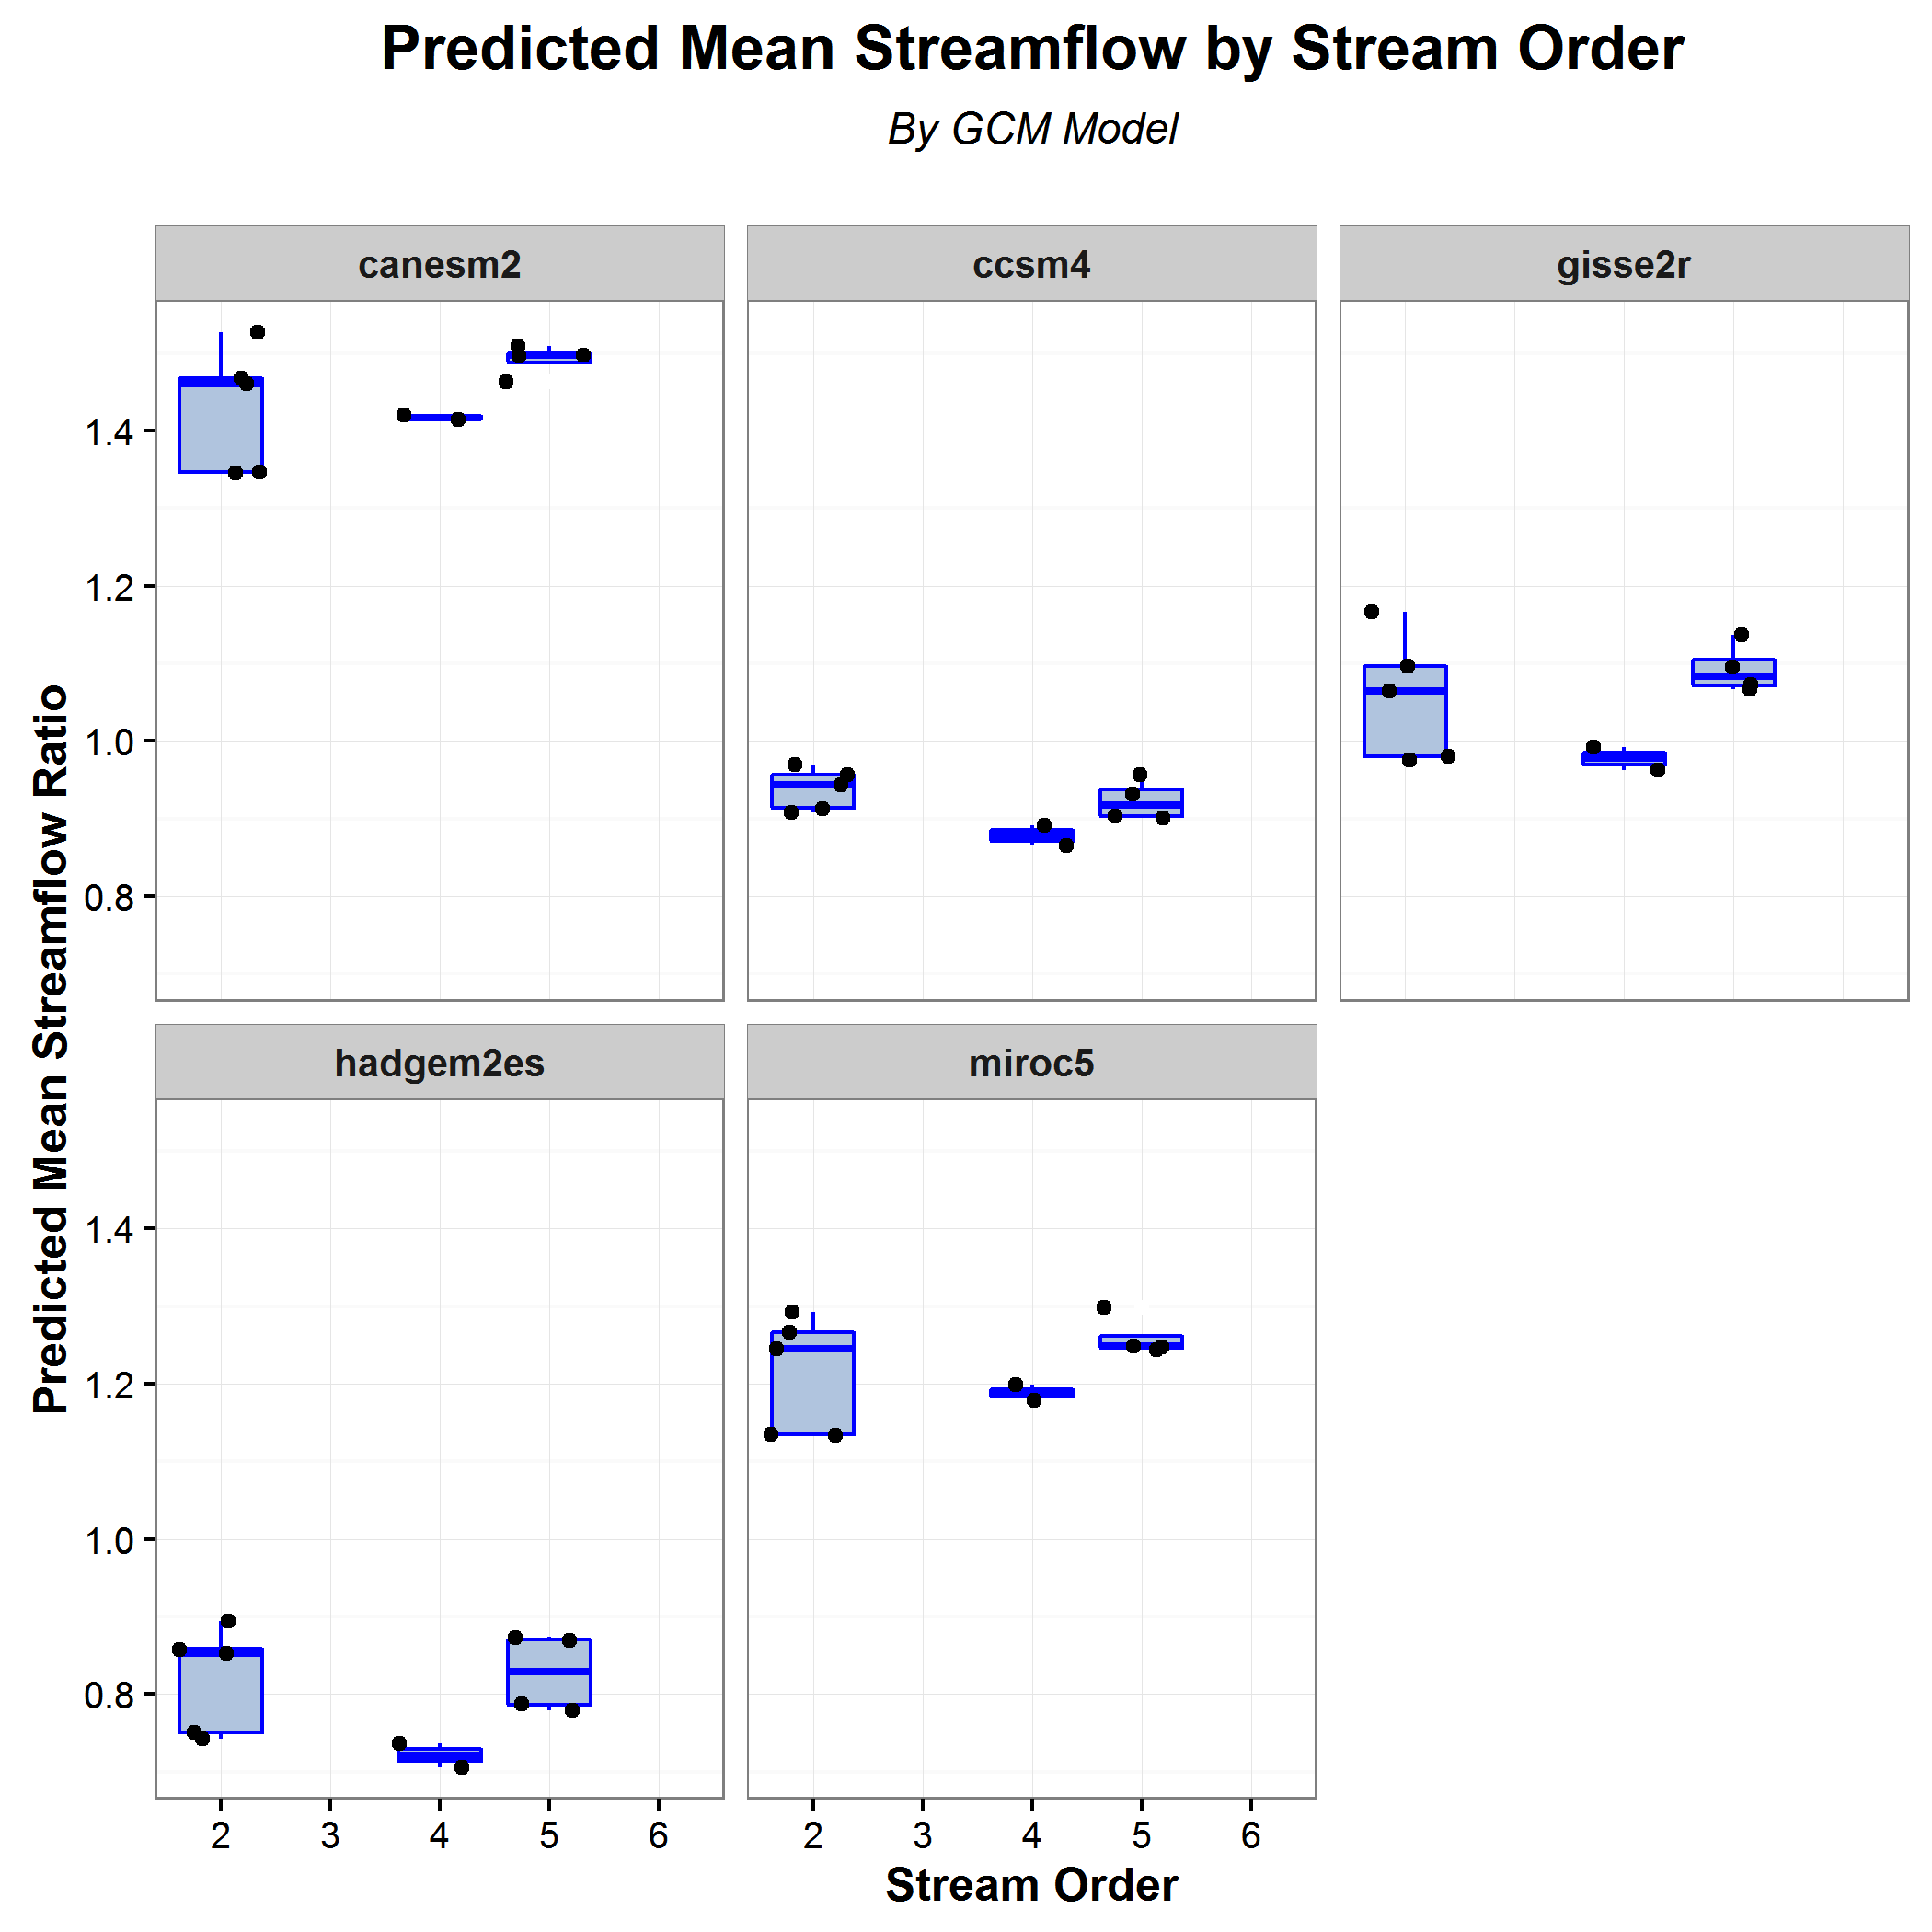 Predicted Mean Streamflow by Stream Order
By GCM Model
canesm2
ccsm4
gisse2r
1.4
1.2
1.0
0.8
Predicted Mean Streamflow Ratio
hadgem2es
miroc5
1.4
1.2
1.0
0.8
2 3 4 5 6
2 3 4 5 6
Stream Order